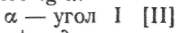 α — угол I [II]